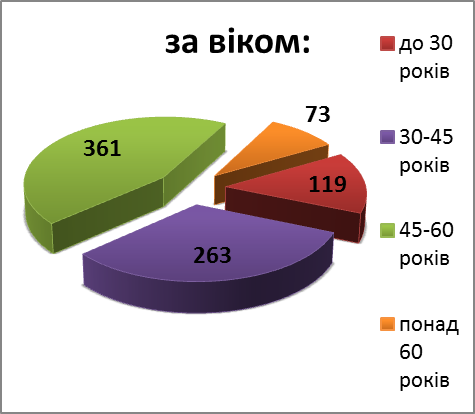 за віком:
до 30
років
30-45
років
45-60
років
понад
60
років
73
119
361
263